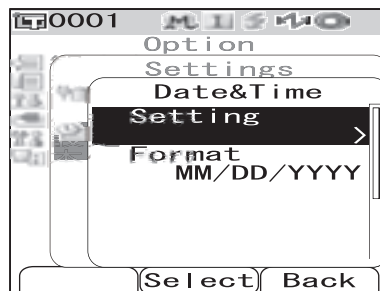 0001
Option
Settings
Date&Time
Setting
>
Format
MM/DD/YYYY
Select Back